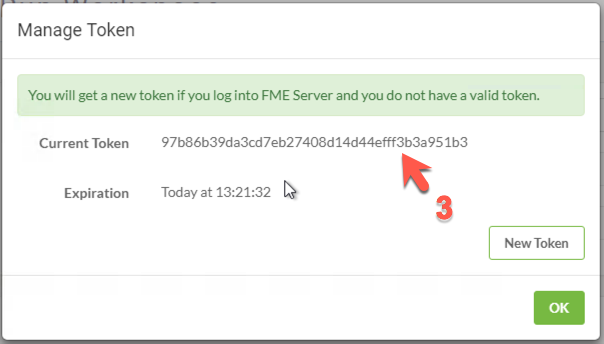 Manage Token
You will get a new token if you log into FME Server and you do not have a valid token.
Current Token 97b86b39da3cd7eb27408d14d44efff3b3a951b3
Expiration Today at 13:21:32
3
New Token
OK